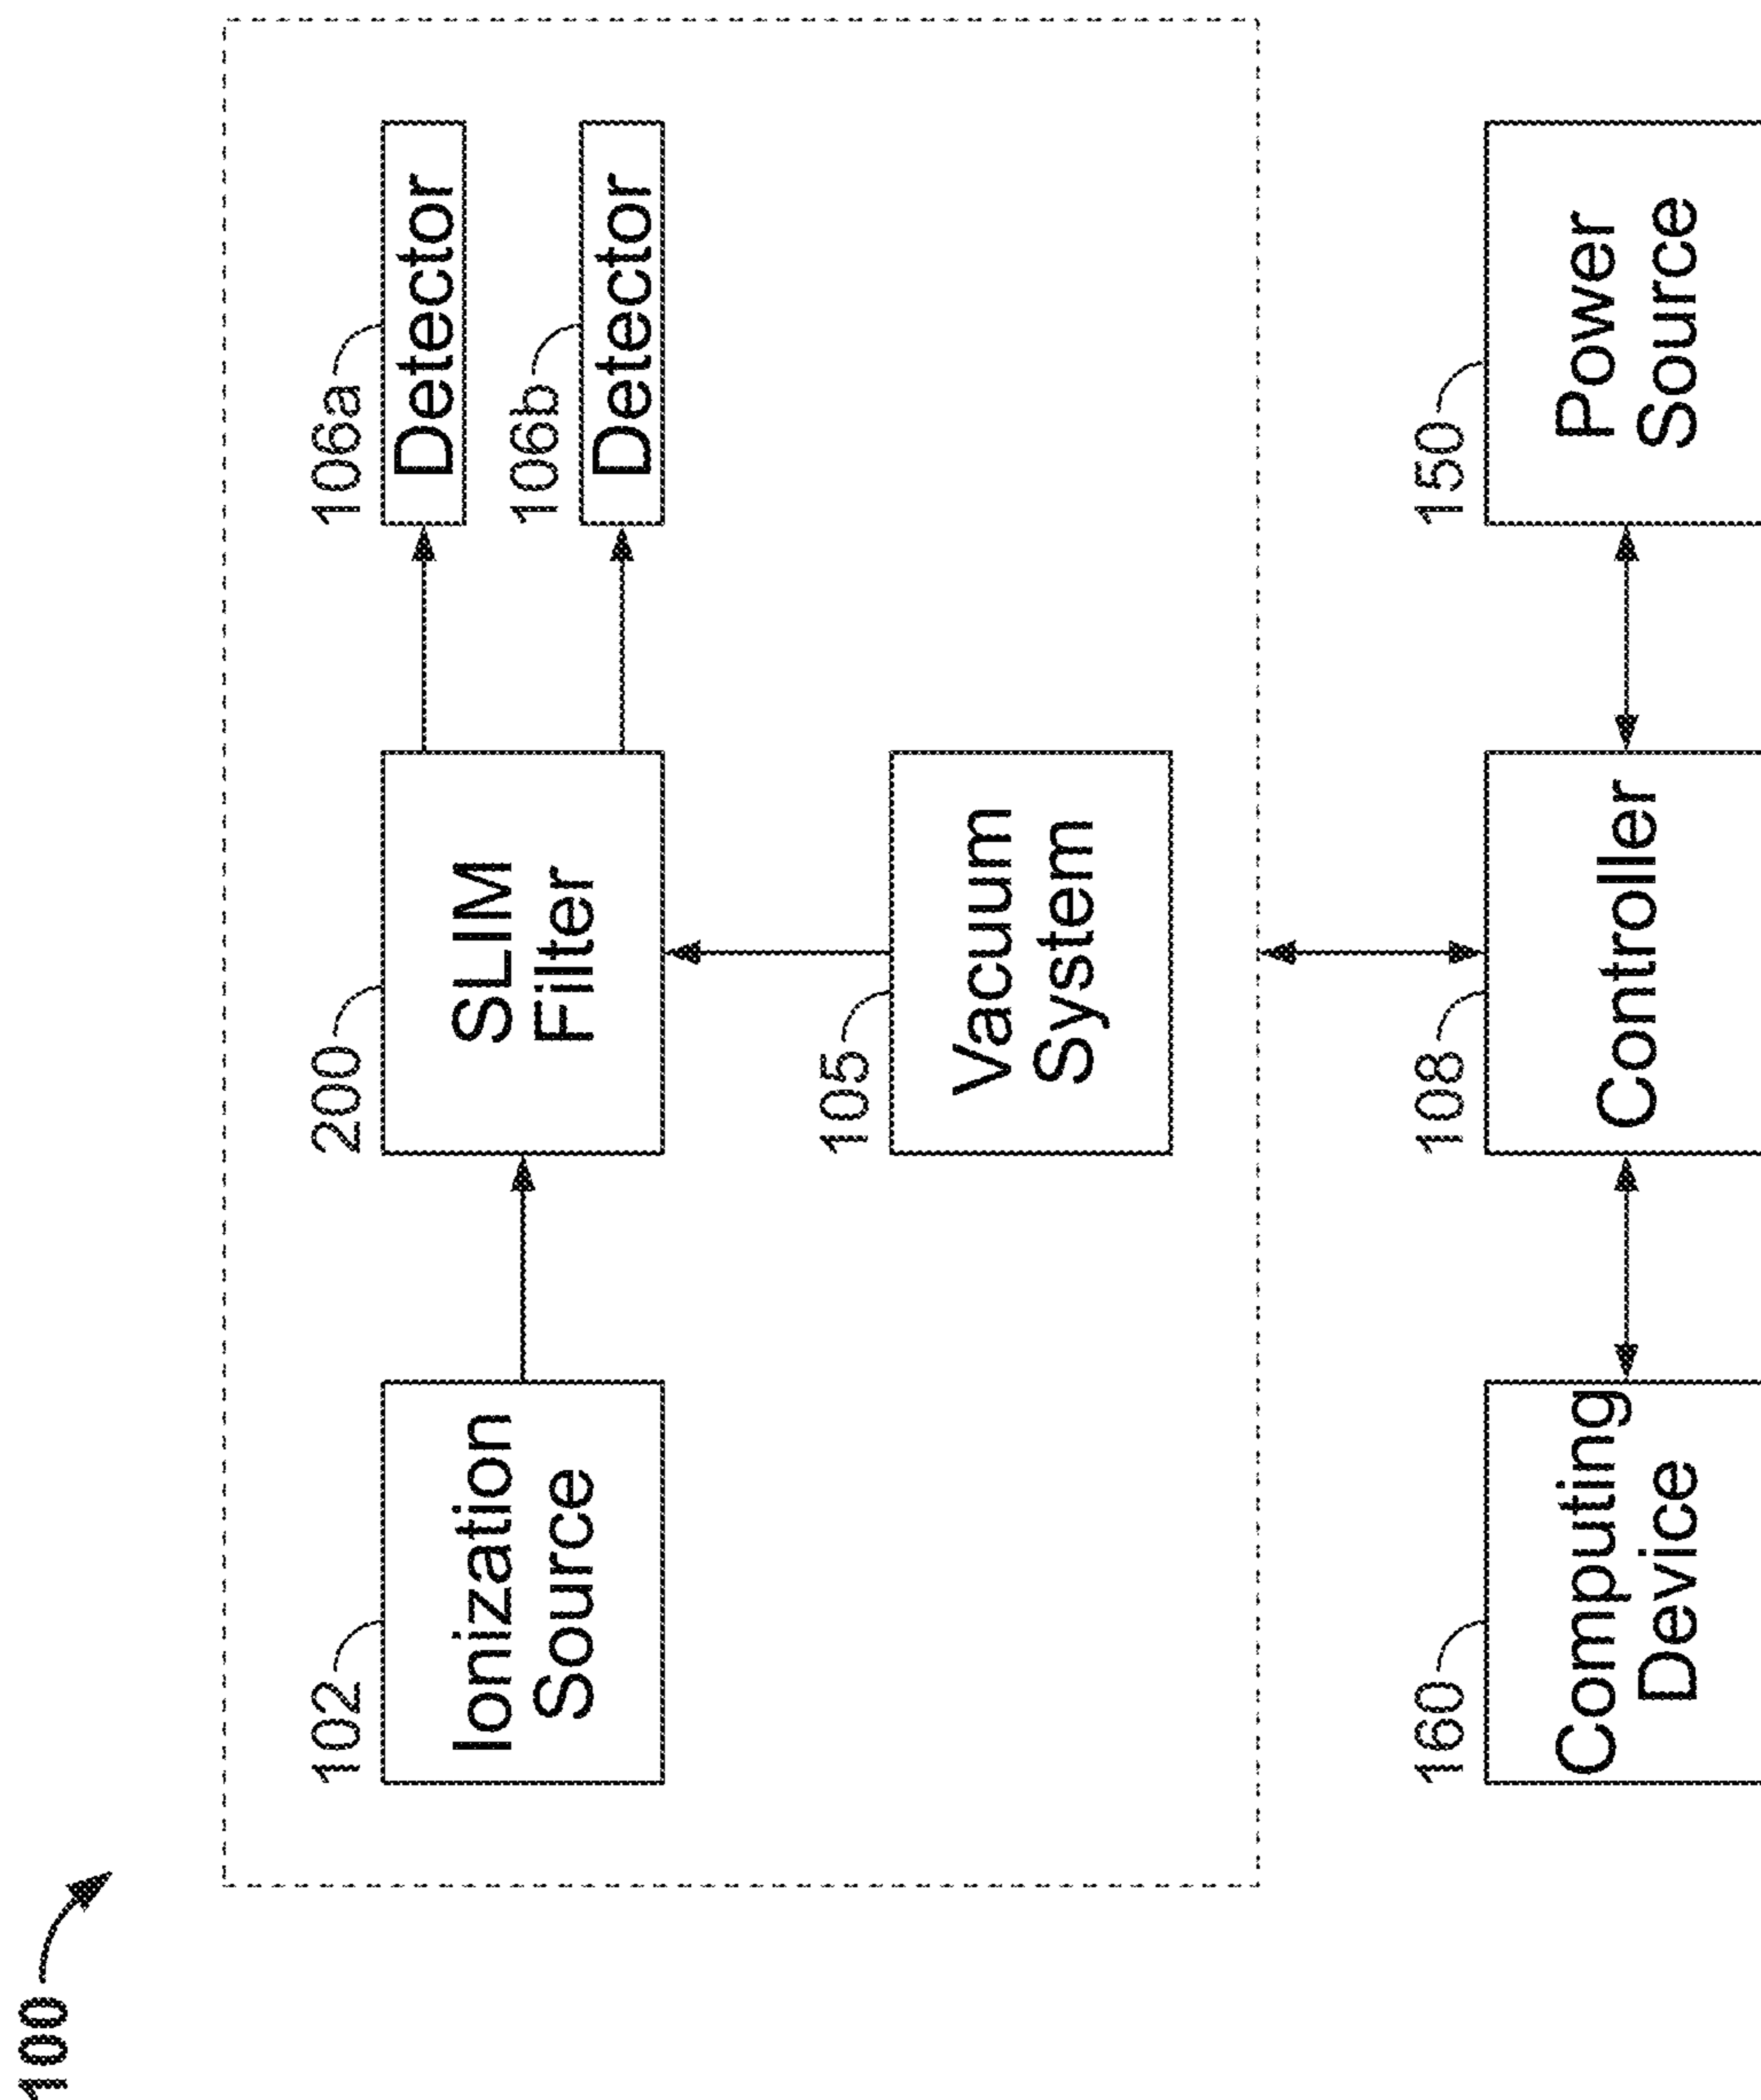 100
102
Ionization
Source
200
SLIM
Filter
106a
Detector
106b
Detector
105
Vacuum
System
160
Computing
Device
108
Controller
150
Power
Source